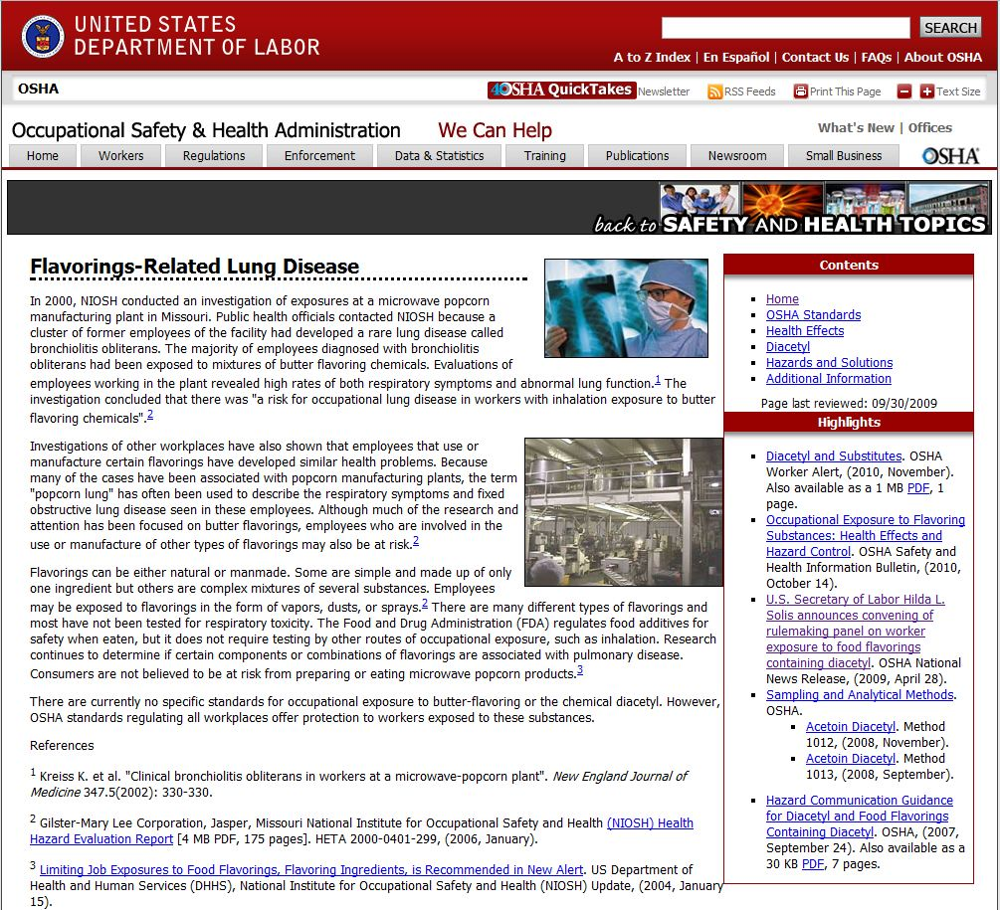 UNITED STATES
DEPARTMENT OF LABOR
SEARCH
A to Z Index | En Español | Contact Us | FAQs | About OSHA
OSHA
OSHA QuickTakes Newsletter RSS Feeds Print This Page Text Size
Occupational Safety & Health Administration We Can Help
What's New | Offices
Home Workers Regulations Enforcement Data & Statistics Training Publications Newsroom Small Business OSHA
back to SAFETY AND HEALTH TOPICS
Flavorings-Related Lung Disease
In 2000, NIOSH conducted an investigation of exposures at a microwave popcorn
manufacturing plant in Missouri. Public health officials contacted NIOSH because a
cluster of former employees of the facility had developed a rare lung disease called
bronchiolitis obliterans. The majority of employees diagnosed with bronchiolitis
obliterans had been exposed to mixtures of butter flavoring chemicals. Evaluations of
employees working in the plant revealed high rates of both respiratory symptoms and abnormal lung function.1 The
investigation concluded that there was "a risk for occupational lung disease in workers with inhalation exposure to butter
flavoring chemicals".2
Investigations of other workplaces have also shown that employees that use or
manufacture certain flavorings have developed similar health problems. Because
many of the cases have been associated with popcorn manufacturing plants, the term
"popcorn lung" has often been used to describe the respiratory symptoms and fixed
obstructive lung disease seen in these employees. Although much of the research and
attention has been focused on butter flavorings, employees who are involved in the
use or manufacture of other types of flavorings may also be at risk.2
Flavorings can be either natural or manmade. Some are simple and made up of only
one ingredient but others are complex mixtures of several substances. Employees
may be exposed to flavorings in the form of vapors, dusts, or sprays.2 There are many different types of flavorings and
most have not been tested for respiratory toxicity. The Food and Drug Administration (FDA) regulates food additives for
safety when eaten, but it does not require testing by other routes of occupational exposure, such as inhalation. Research
continues to determine if certain components or combinations of flavorings are associated with pulmonary disease.
Consumers are not believed to be at risk from preparing or eating microwave popcorn products.3
There are currently no specific standards for occupational exposure to butter-flavoring or the chemical diacetyl. However,
OSHA standards regulating all workplaces offer protection to workers exposed to these substances.
References
1 Kreiss K. et al. "Clinical bronchiolitis obliterans in workers at a microwave-popcorn plant". New England Journal of
Medicine 347.5(2002): 330-330.
2 Gilster-Mary Lee Corporation, Jasper, Missouri National Institute for Occupational Safety and Health (NIOSH) Health
Hazard Evaluation Report [4 MB PDF, 175 pages]. HETA 2000-0401-299, (2006, January).
3 Limiting Job Exposures to Food Flavorings, Flavoring Ingredients, is Recommended in New Alert. US Department of
Health and Human Services (DHHS), National Institute for Occupational Safety and Health (NIOSH) Update, (2004, January
15).
Contents
Home
OSHA Standards
Health Effects
Diacetyl
Hazards and Solutions
Additional Information
Page last reviewed: 09/30/2009
Highlights
Diacetyl and Substitutes. OSHA
Worker Alert, (2010, November).
Also available as a 1 MB PDF, 1
page.
Occupational Exposure to Flavoring
Substances: Health Effects and
Hazard Control. OSHA Safety and
Health Information Bulletin, (2010,
October 14).
U.S. Secretary of Labor Hilda L.
Solis announces convening of
rulemaking panel on worker
exposure to food flavorings
containing diacetyl. OSHA National
News Release, (2009, April 28).
Sampling and Analytical Methods.
OSHA.
Acetoin Diacetyl. Method
1012, (2008, November).
Acetoin Diacetyl. Method
1013, (2008, September).
Hazard Communication Guidance
for Diacetyl and Food Flavorings
Containing Diacetyl. OSHA, (2007,
September 24). Also available as a
30 KB PDF, 7 pages.